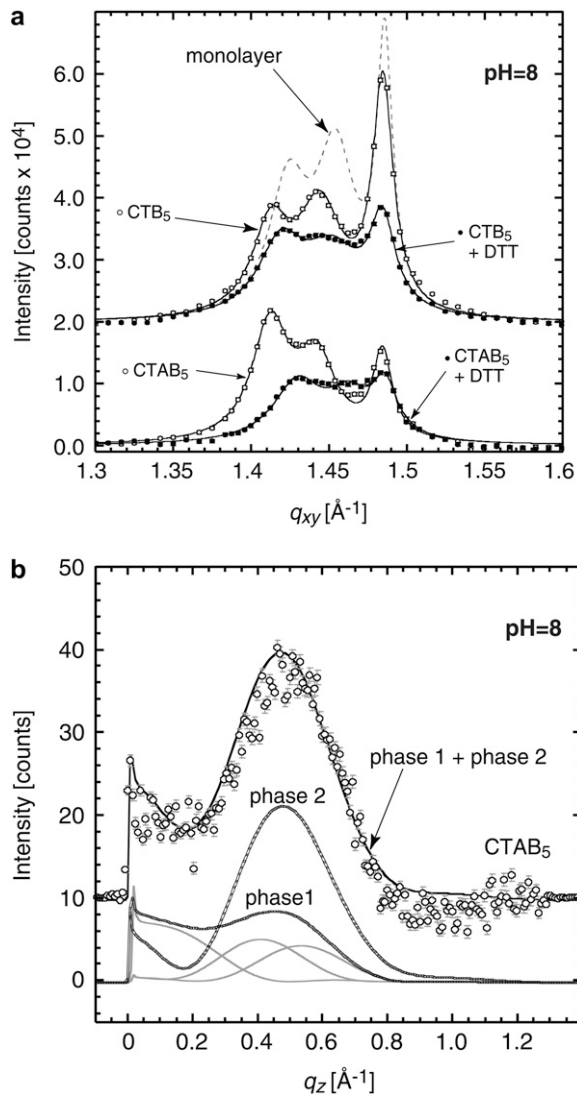 a
6.0
5.0
4.0
3.0
2.0
1.0
0.0
Intensity [counts x 10⁴]
pH=8
monolayer
○ CTB₅
• CTB₅
+ DTT
○ CTAB₅
• CTAB₅
+ DTT
1.3 1.35 1.4 1.45 1.5 1.55 1.6
qxy [Å-1]
b
50
40
30
20
10
0
Intensity [counts]
pH=8
phase 1 + phase 2
CTAB₅
phase 2
phase1
0 0.2 0.4 0.6 0.8 1.0 1.2
qz [Å-1]